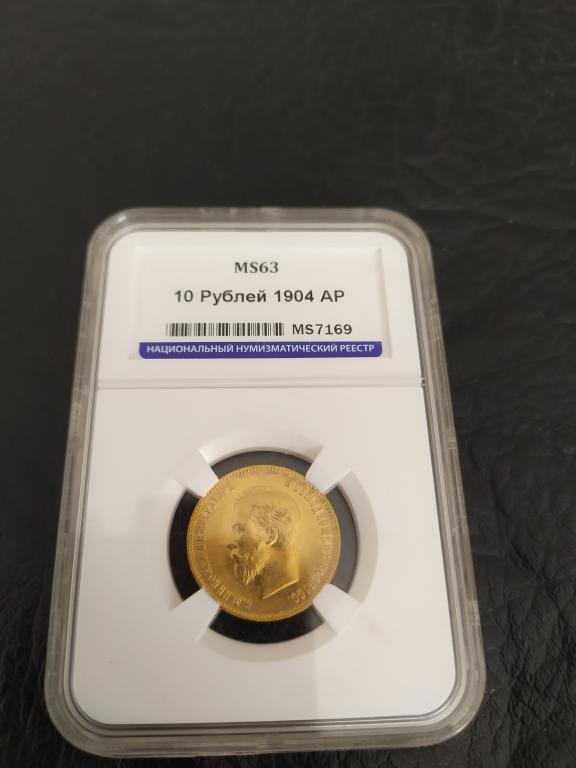 MS63
10 Рублей 1904 АР
MS7169
НАЦИОНАЛЬНЫЙ НУМИЗМАТИЧЕСКИЙ РЕЕСТР